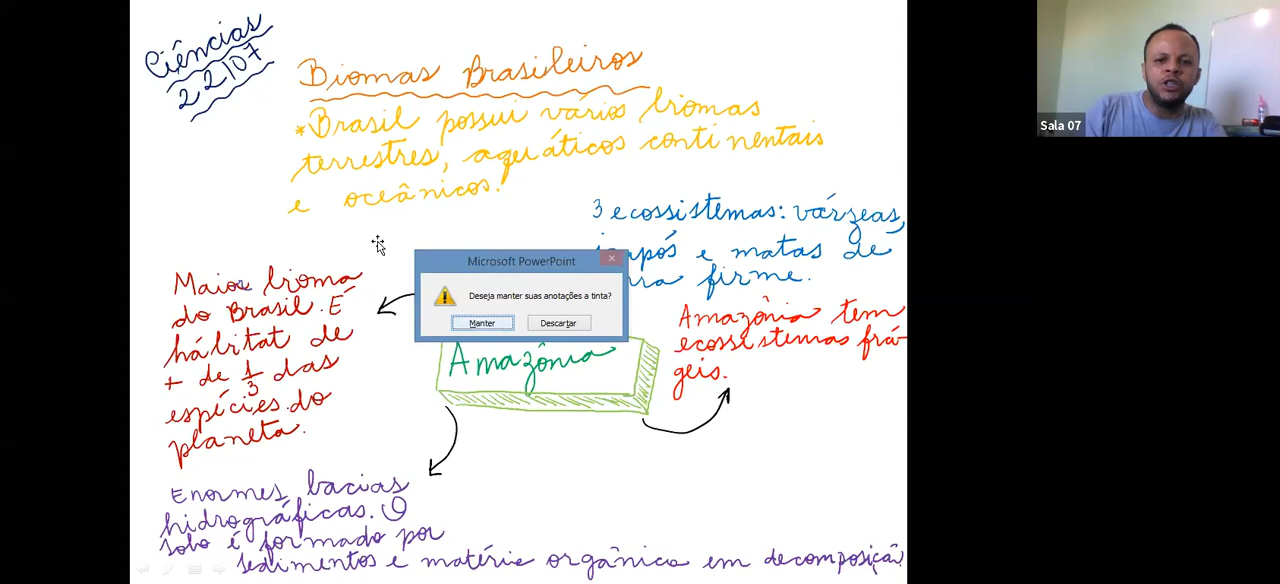 Ciências
22/07
Biomas Brasileiros
*Brasil possui vários biomas
terrestres, aquáticos continentais
e oceânicos.
Sala 07
3 ecossistemas: várzeas,
e matas de
firme.
Microsoft PowerPoint
Deseja manter suas anotações a tinta?
Manter
Descartar
Maior bioma
do Brasil. É
hábitat de
+ de 1/3 das
espécies do
planeta.
Amazônia
Amazônia tem
ecossistemas frá-
geis.
Enormes bacias
hidrográficas. O
solo é formado por
sedimentos e matéria orgânica em decomposiçã